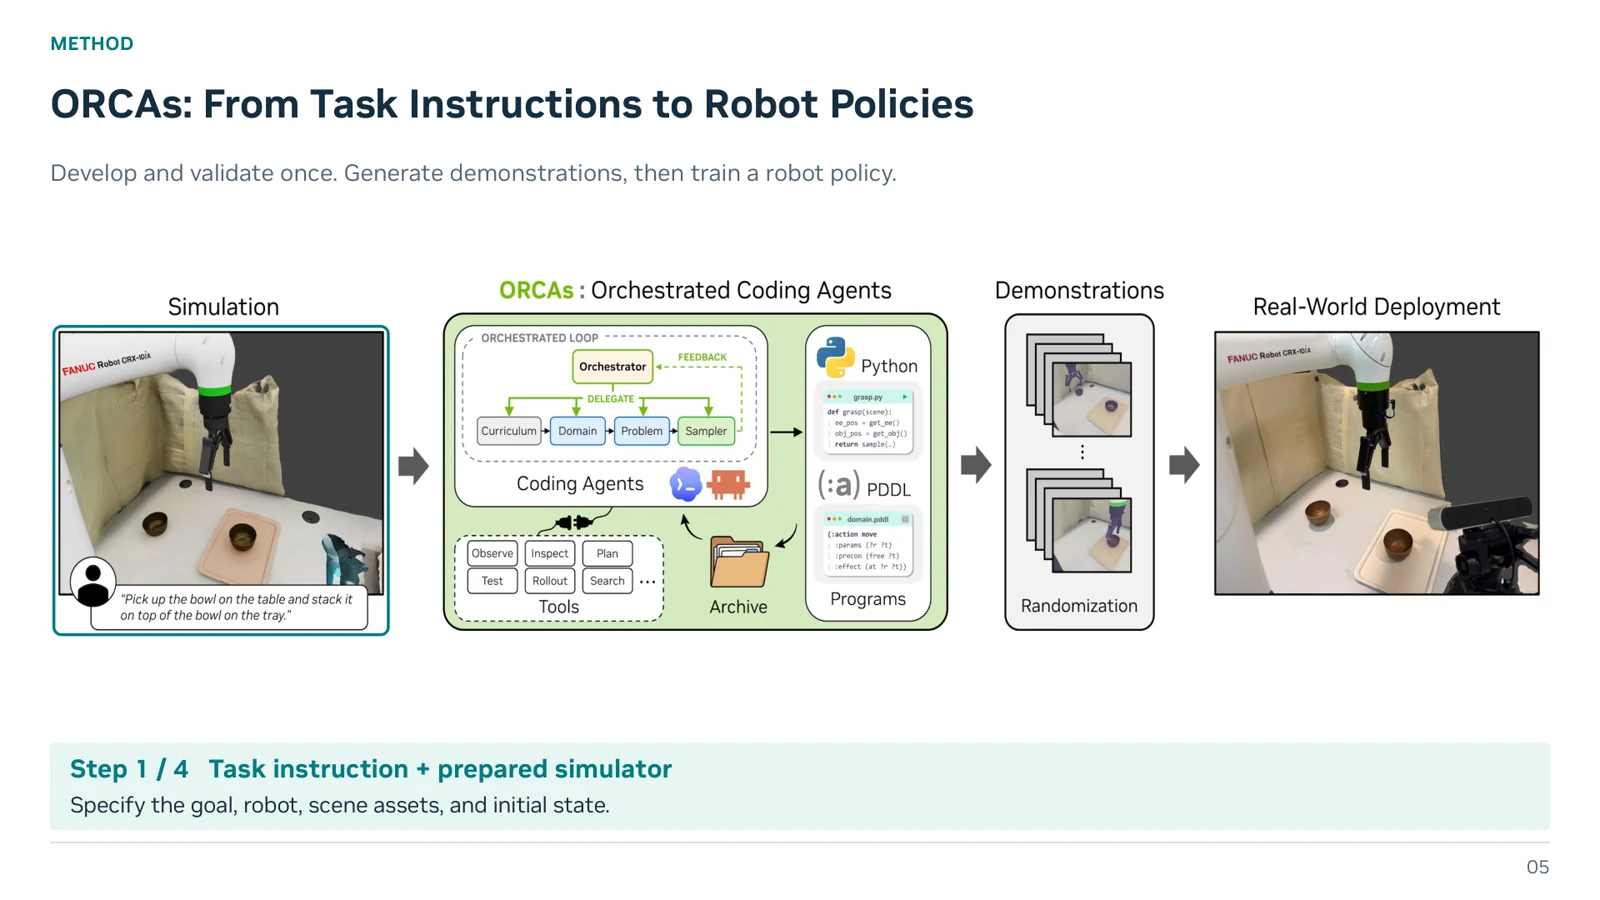 METHOD
ORCAs: From Task Instructions to Robot Policies
Develop and validate once. Generate demonstrations, then train a robot policy.
Simulation
FANUC Robot CRX-10iA
"Pick up the bowl on the table and stack it
on top of the bowl on the tray."
ORCAs : Orchestrated Coding Agents
ORCHESTRATED LOOP
Orchestrator
FEEDBACK
DELEGATE
Curriculum
Domain
Problem
Sampler
Coding Agents
Observe
Inspect
Plan
Test
Rollout
Search
...
Tools
Archive
Python
grasp.py
def grasp(scene):
ee_pos = get_ee()
obj_pos = get_obj()
return sample(…)
(:a) PDDL
domain.pddl
(:action move
:params (?r ?t)
:precon (free ?t)
:effect (at ?r ?t))
Programs
Demonstrations
Randomization
Real-World Deployment
FANUC Robot CRX-10iA
Step 1 / 4 Task instruction + prepared simulator
Specify the goal, robot, scene assets, and initial state.
05